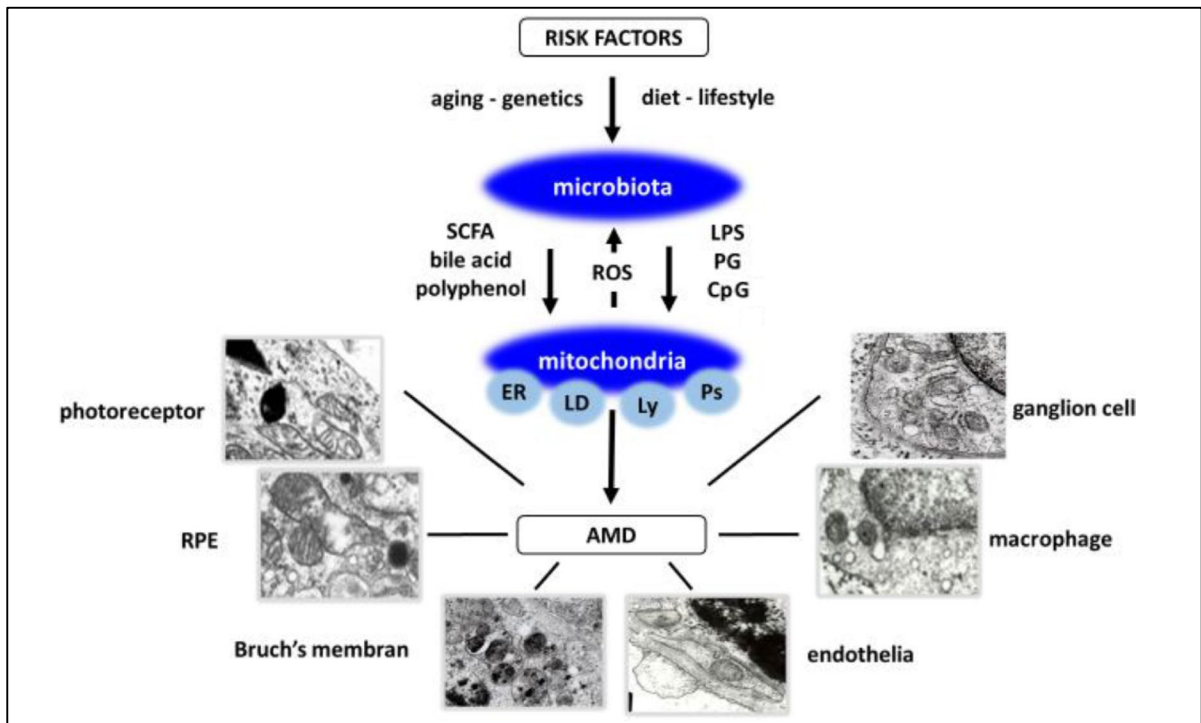 RISK FACTORS
aging - genetics
diet - lifestyle
microbiota
SCFA
bile acid
polyphenol
ROS
LPS
PG
CpG
mitochondria
ER
LD
Ly
Ps
photoreceptor
ganglion cell
RPE
AMD
macrophage
Bruch's membran
endothelia